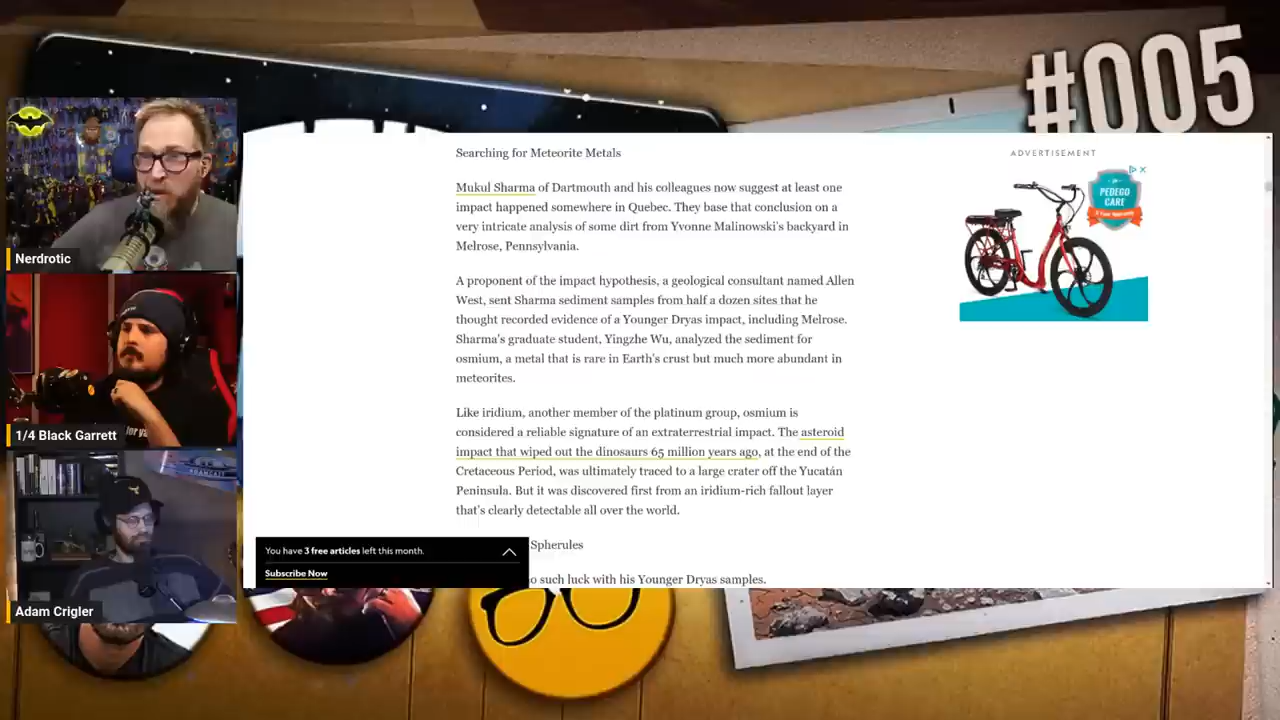 #005
Searching for Meteorite Metals
Mukul Sharma of Dartmouth and his colleagues now suggest at least one
impact happened somewhere in Quebec. They base that conclusion on a
very intricate analysis of some dirt from Yvonne Malinowski's backyard in
Melrose, Pennsylvania.
A proponent of the impact hypothesis, a geological consultant named Allen
West, sent Sharma sediment samples from half a dozen sites that he
thought recorded evidence of a Younger Dryas impact, including Melrose.
Sharma's graduate student, Yingzhe Wu, analyzed the sediment for
osmium, a metal that is rare in Earth's crust but much more abundant in
meteorites.
Like iridium, another member of the platinum group, osmium is
considered a reliable signature of an extraterrestrial impact. The asteroid
impact that wiped out the dinosaurs 65 million years ago, at the end of the
Cretaceous Period, was ultimately traced to a large crater off the Yucatán
Peninsula. But it was discovered first from an iridium-rich fallout layer
that's clearly detectable all over the world.
Spherules
such luck with his Younger Dryas samples.
You have 3 free articles left this month.
Subscribe Now
ADVERTISEMENT
PEDEGO
CARE
Nerdrotic
1/4 Black Garrett
Adam Crigler